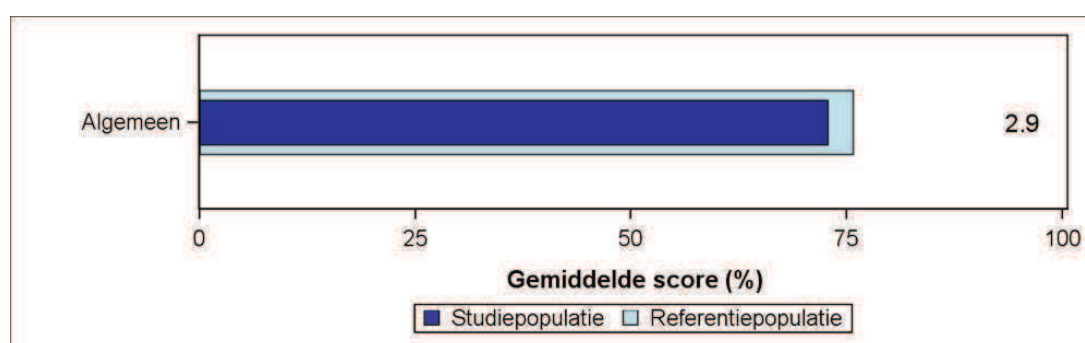 Algemeen
2.9
0 25 50 75 100
Gemiddelde score (%)
Studiepopulatie Referentiepopulatie